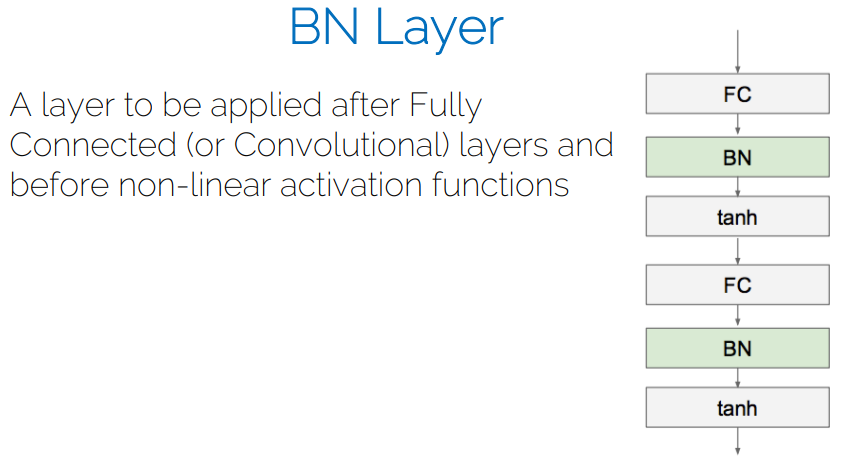 BN Layer
A layer to be applied after Fully
Connected (or Convolutional) layers and
before non-linear activation functions
FC
BN
tanh
FC
BN
tanh